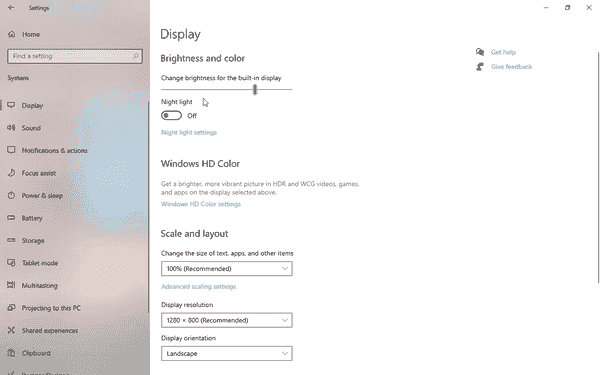 Settings
Home
Find a setting
System
Display
Sound
Notifications & actions
Focus assist
Power & sleep
Battery
Storage
Tablet mode
Multitasking
Projecting to this PC
Shared experiences
Clipboard
Display
Brightness and color
Change brightness for the built-in display
Night light
Off
Night light settings
Windows HD Color
Get a brighter, more vibrant picture in HDR and WCG videos, games,
and apps on the display selected above.
Windows HD Color settings
Scale and layout
Change the size of text, apps, and other items
100% (Recommended)
Advanced scaling settings
Display resolution
1280 × 800 (Recommended)
Display orientation
Landscape
Get help
Give feedback